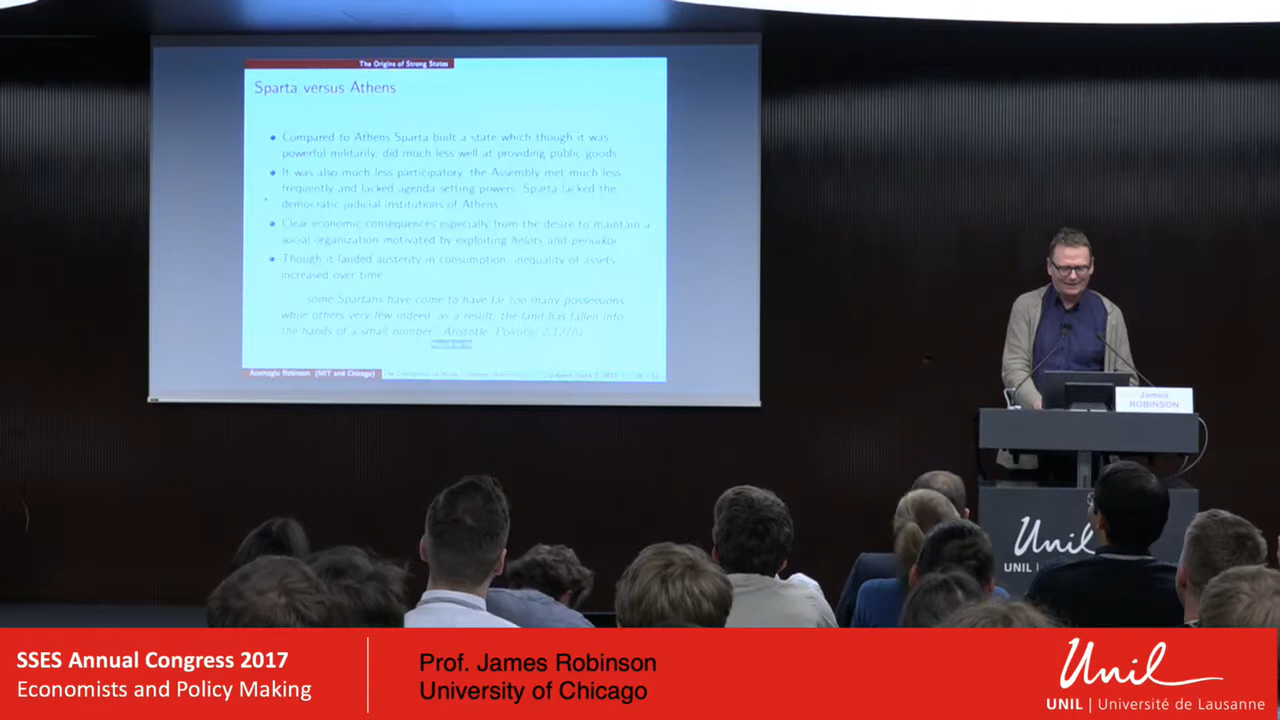 The Origins of Strong States
Sparta versus Athens
Compared to Athens Sparta built a state which though it was
powerful militarily, did much less well at providing public goods
It was also much less participatory, the Assembly met much less
frequently and lacked agenda setting powers. Sparta lacked the
democratic judicial institutions of Athens
Clear economic consequences especially from the desire to maintain a
social organization motivated by exploiting helots and
Though it lauded austerity in consumption, inequality of assets
increased over time
some Spartans have come to have far too many possessions
while others very few indeed; as a result, the land has fallen into
the hands of a small number. Aristotle,
Acemoglu Robinson (MIT and Chicago)
James
ROBINSON
Unil
UNIL |
SSES Annual Congress 2017
Economists and Policy Making
Prof. James Robinson
University of Chicago
Unil
UNIL | Université de Lausanne